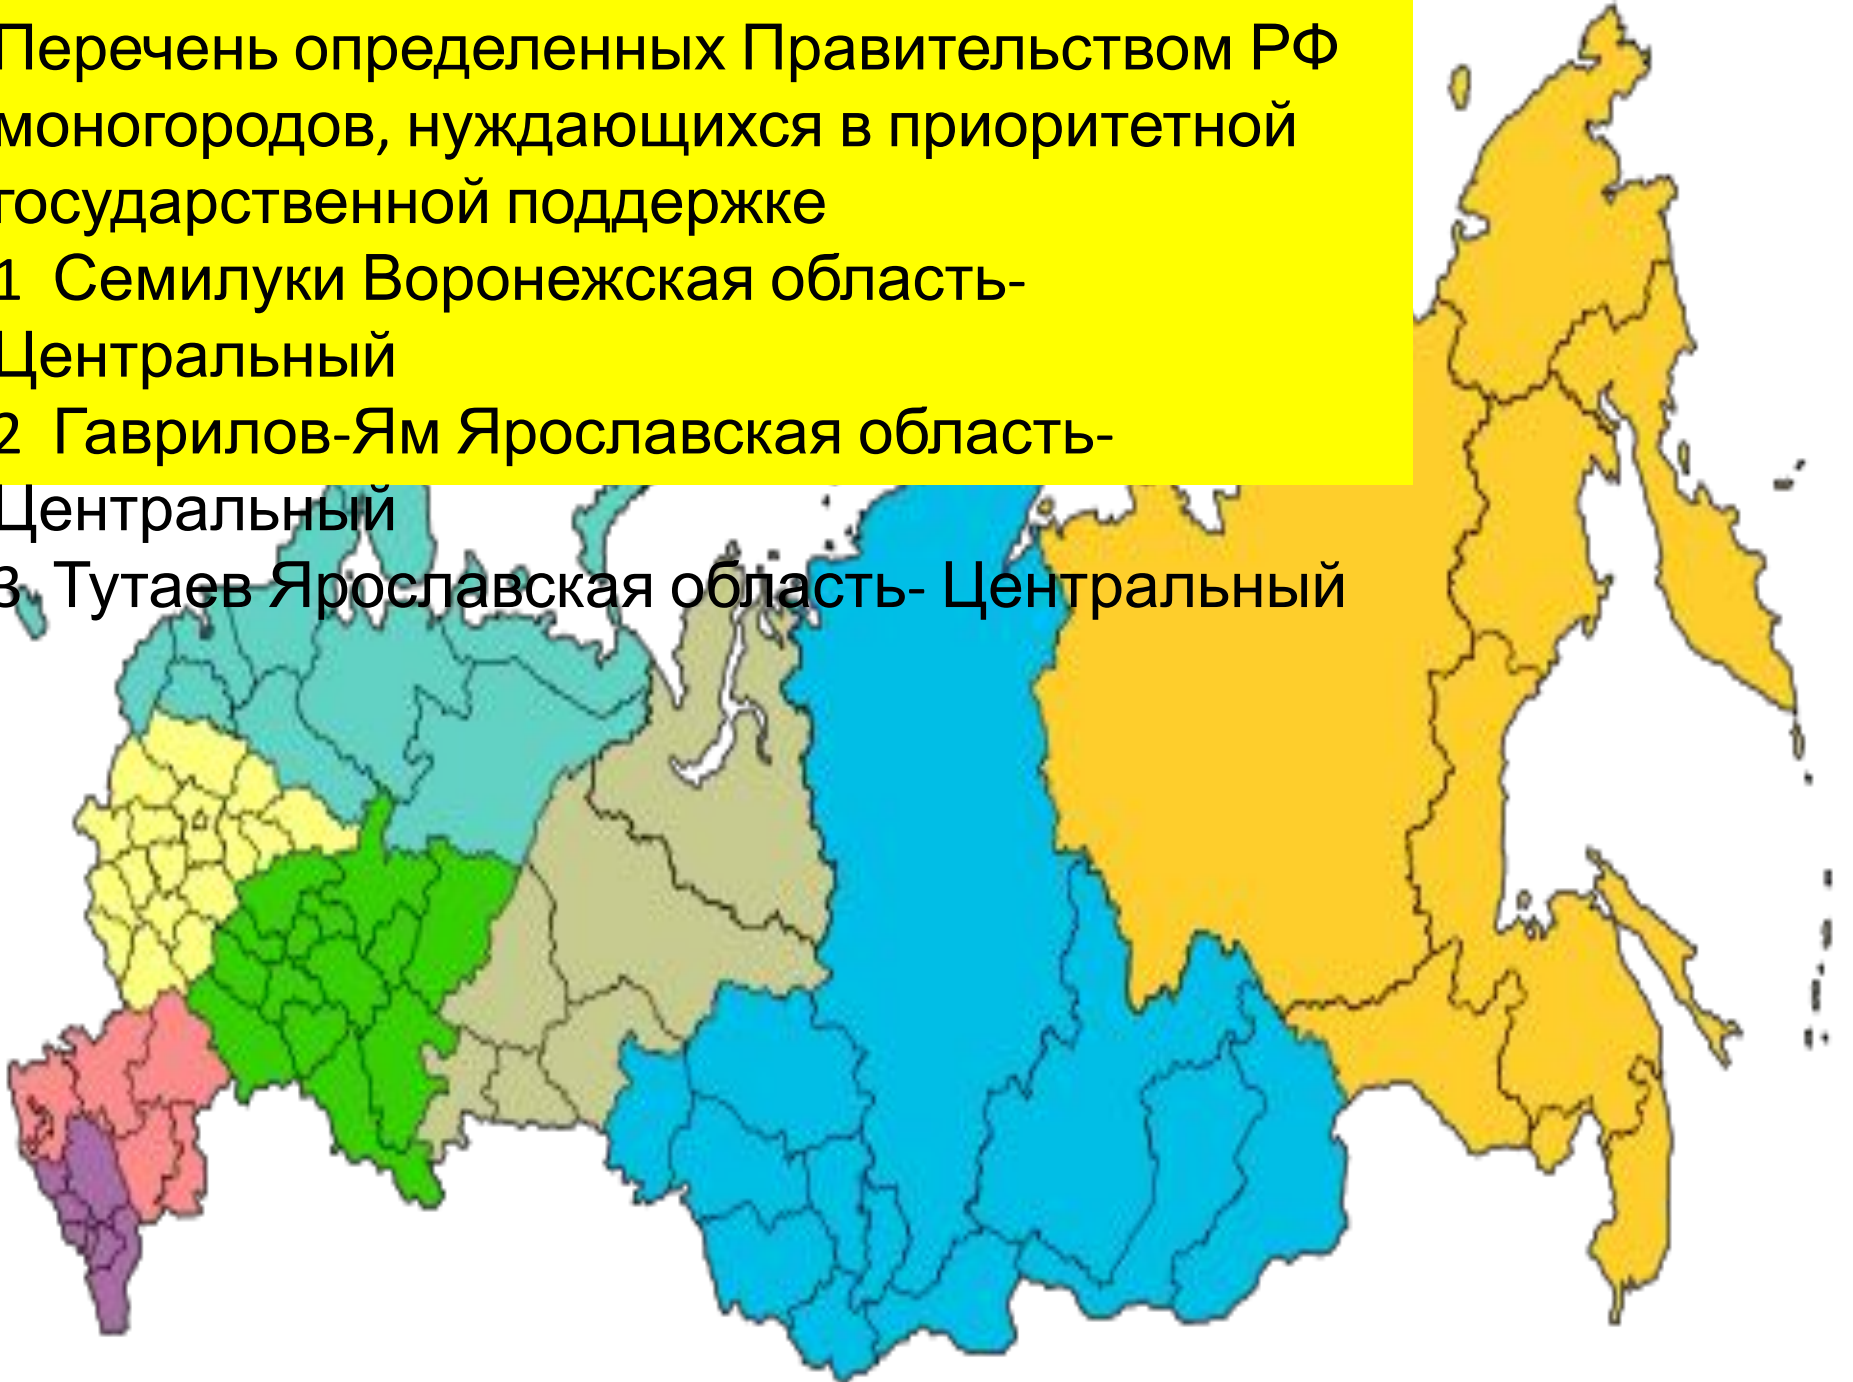 Перечень определенных Правительством РФ
моногородов, нуждающихся в приоритетной
государственной поддержке
1 Семилуки Воронежская область-
Центральный
2 Гаврилов-Ям Ярославская область-
Центральный
3 Тутаев Ярославская область- Центральный